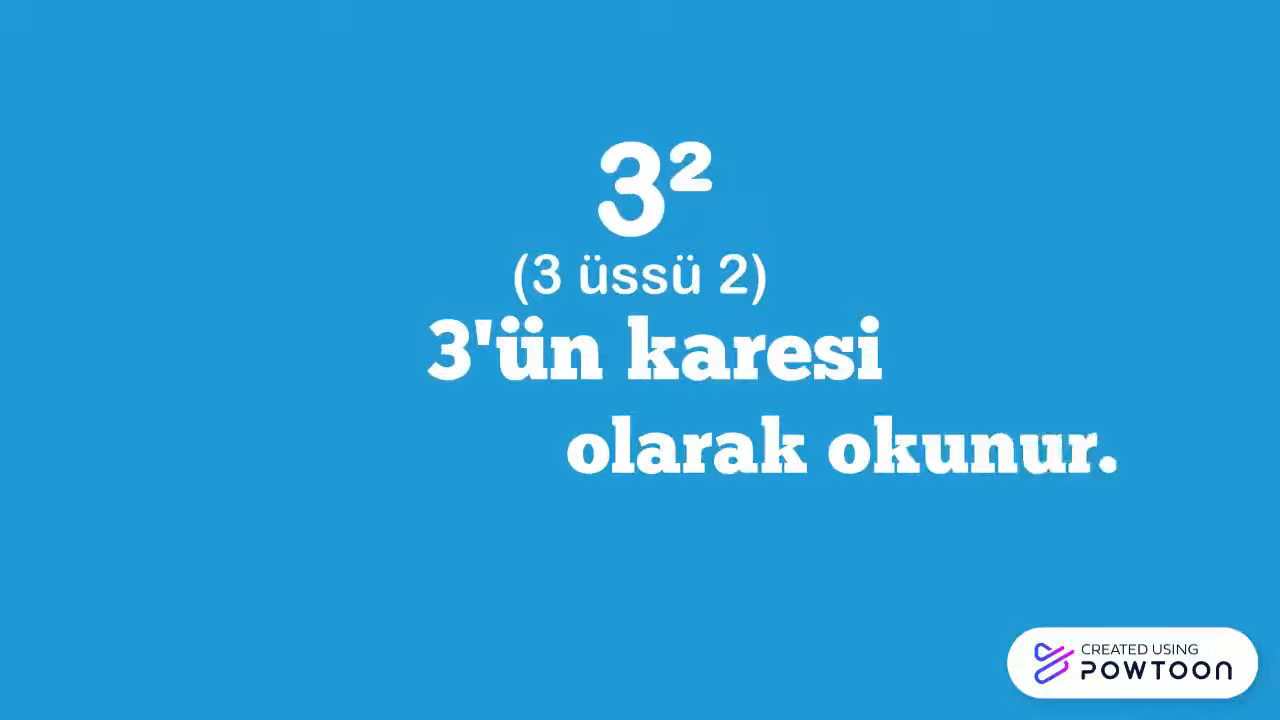 3²
(3 üssü 2)
3'ün karesi
olarak okunur.
CREATED USING
POWTOON